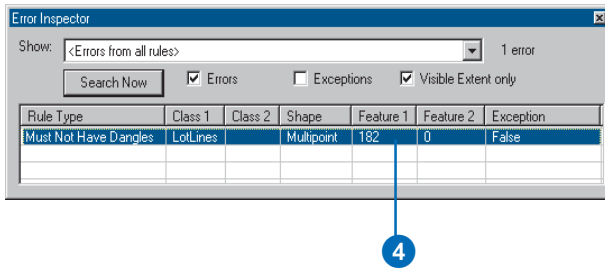 Error Inspector
Show: <Errors from all rules> 1 error
Search Now Errors Exceptions Visible Extent only
Rule Type Class 1 Class 2 Shape Feature 1 Feature 2 Exception
Must Not Have Dangles LotLines Multipoint 182 0 False
4